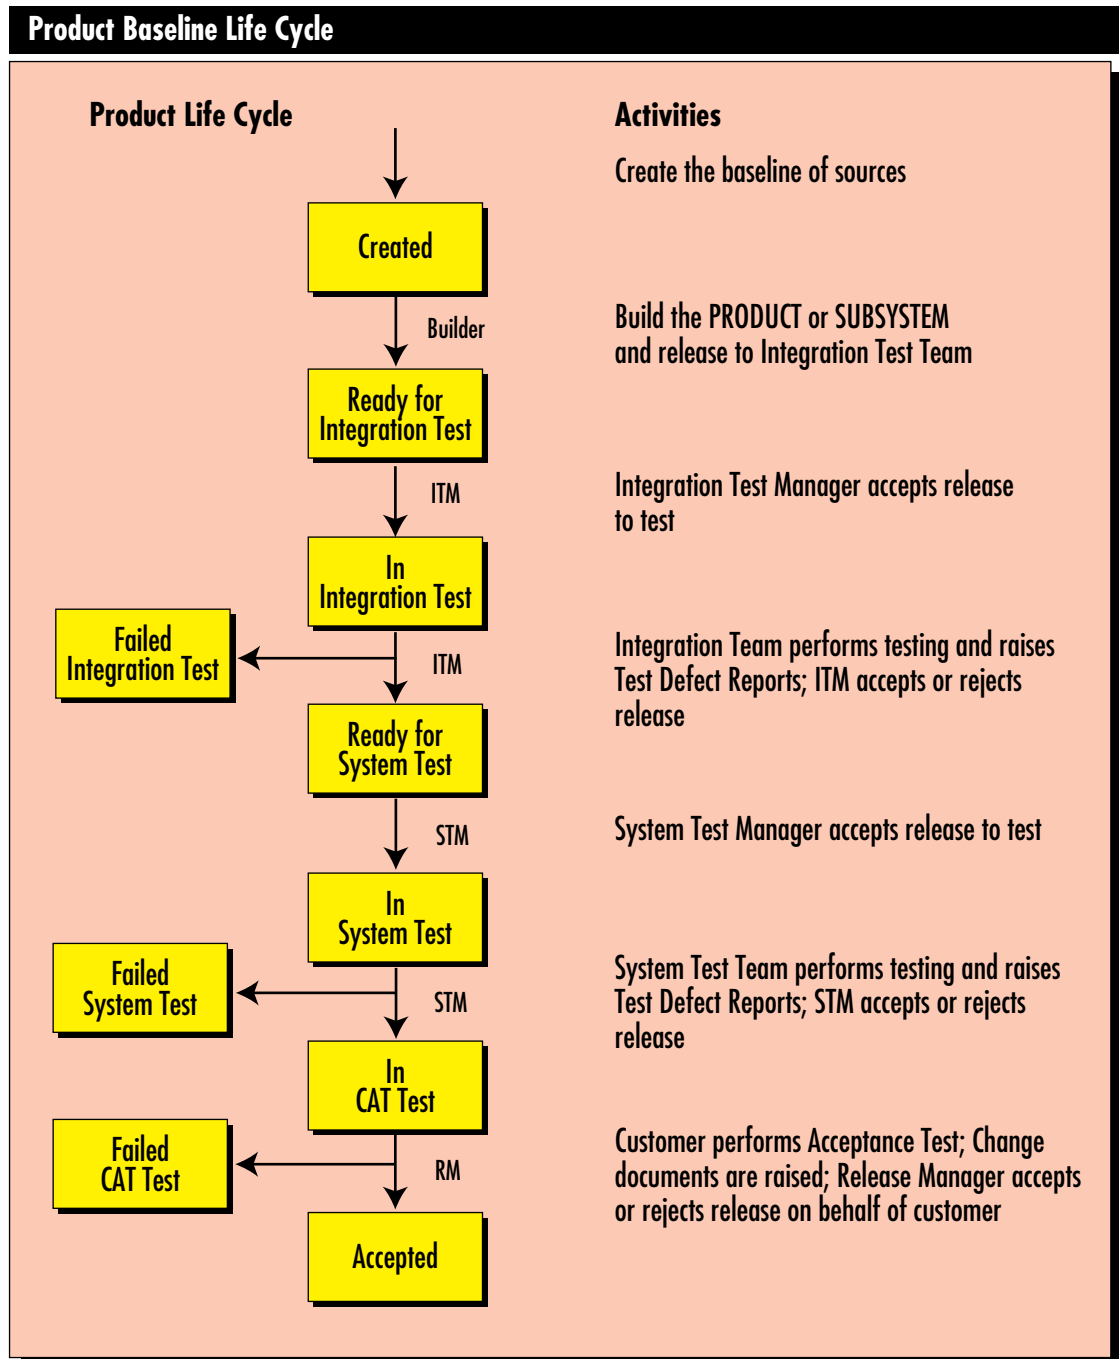 Product Baseline Life Cycle
Product Life Cycle
Activities
Create the baseline of sources
Created
Builder
Build the PRODUCT or SUBSYSTEM
and release to Integration Test Team
Ready for
Integration Test
ITM
Integration Test Manager accepts release
to test
In
Integration Test
Failed
Integration Test
ITM
Integration Team performs testing and raises
Test Defect Reports; ITM accepts or rejects
release
Ready for
System Test
STM
System Test Manager accepts release to test
In
System Test
Failed
System Test
STM
System Test Team performs testing and raises
Test Defect Reports; STM accepts or rejects
release
In
CAT Test
Failed
CAT Test
RM
Customer performs Acceptance Test; Change
documents are raised; Release Manager accepts
or rejects release on behalf of customer
Accepted